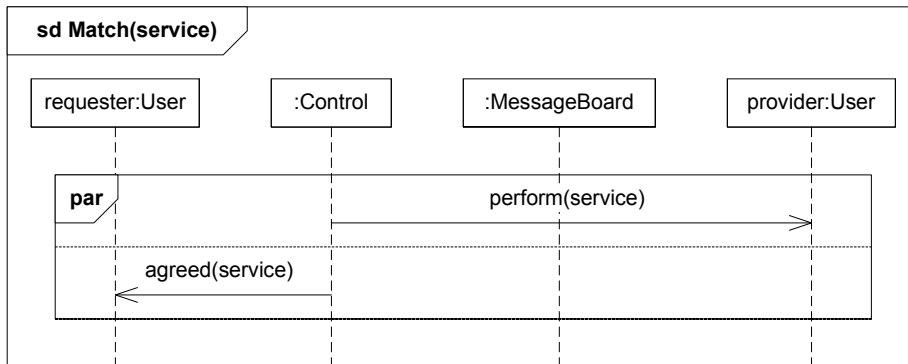 sd Match(service)
requester:User
:Control
:MessageBoard
provider:User
par
perform(service)
agreed(service)